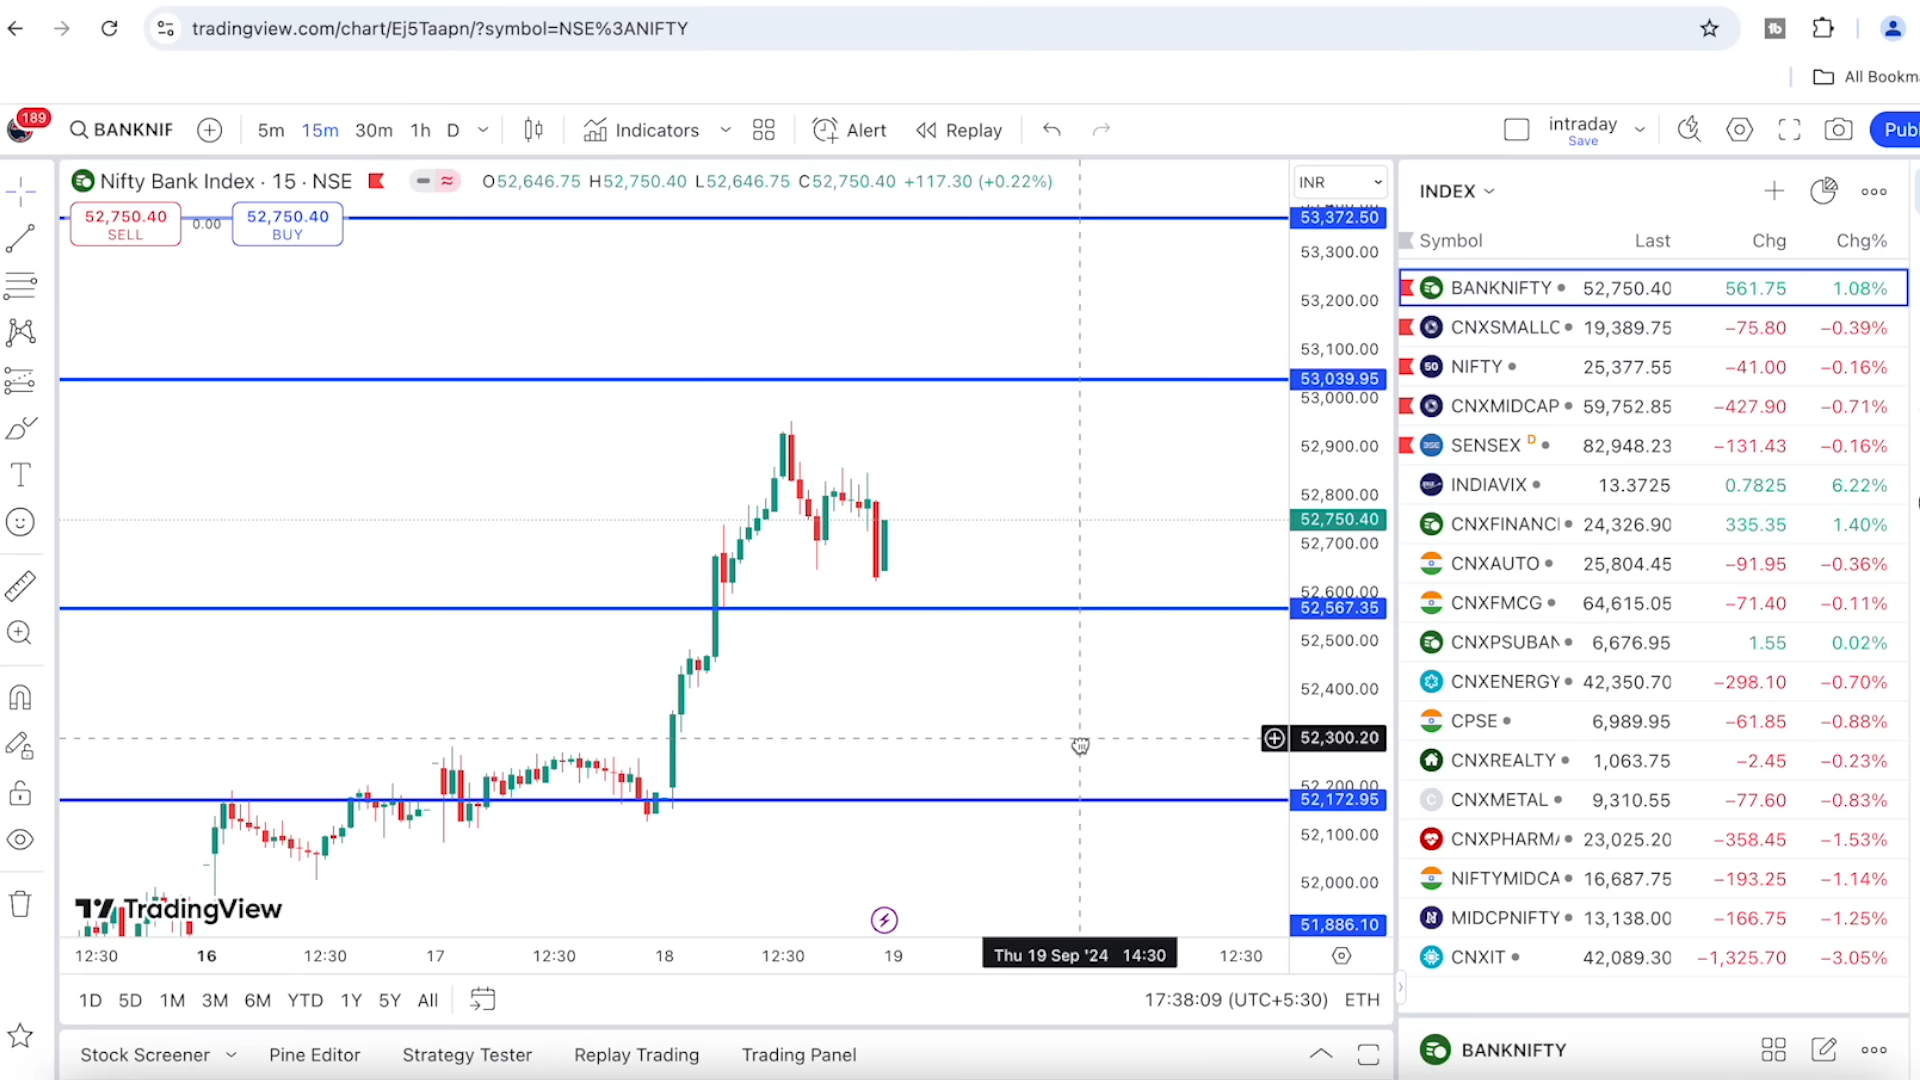 tradingview.com/chart/Ej5Taapn/?symbol=NSE%3ANIFTY
All Bookma
189 BANKNIF 5m 15m 30m 1h D Indicators Alert Replay intraday Save Publ
Nifty Bank Index · 15 · NSE O52,646.75 H52,750.40 L52,646.75 C52,750.40 +117.30 (+0.22%)
52,750.40 SELL 0.00 52,750.40 BUY
INR
53,372.50
53,300.00
53,200.00
53,100.00
53,039.95
53,000.00
52,900.00
52,800.00
52,750.40
52,700.00
52,600.00
52,567.35
52,500.00
52,400.00
52,300.20
52,200.00
52,172.95
52,100.00
52,000.00
51,886.10
TradingView
12:30 16 12:30 17 12:30 18 12:30 19 Thu 19 Sep '24 14:30 12:30
1D 5D 1M 3M 6M YTD 1Y 5Y All 17:38:09 (UTC+5:30) ETH
Stock Screener Pine Editor Strategy Tester Replay Trading Trading Panel
INDEX
Symbol Last Chg Chg%
BANKNIFTY 52,750.40 561.75 1.08%
CNXSMALLC 19,389.75 −75.80 −0.39%
50 NIFTY 25,377.55 −41.00 −0.16%
CNXMIDCAP 59,752.85 −427.90 −0.71%
BSE SENSEX D 82,948.23 −131.43 −0.16%
INDIAVIX 13.3725 0.7825 6.22%
CNXFINANCI 24,326.90 335.35 1.40%
CNXAUTO 25,804.45 −91.95 −0.36%
CNXFMCG 64,615.05 −71.40 −0.11%
CNXPSUBAN 6,676.95 1.55 0.02%
CNXENERGY 42,350.70 −298.10 −0.70%
CPSE 6,989.95 −61.85 −0.88%
CNXREALTY 1,063.75 −2.45 −0.23%
C CNXMETAL 9,310.55 −77.60 −0.83%
CNXPHARMA 23,025.20 −358.45 −1.53%
NIFTYMIDCA 16,687.75 −193.25 −1.14%
MIDCPNIFTY 13,138.00 −166.75 −1.25%
CNXIT 42,089.30 −1,325.70 −3.05%
BANKNIFTY